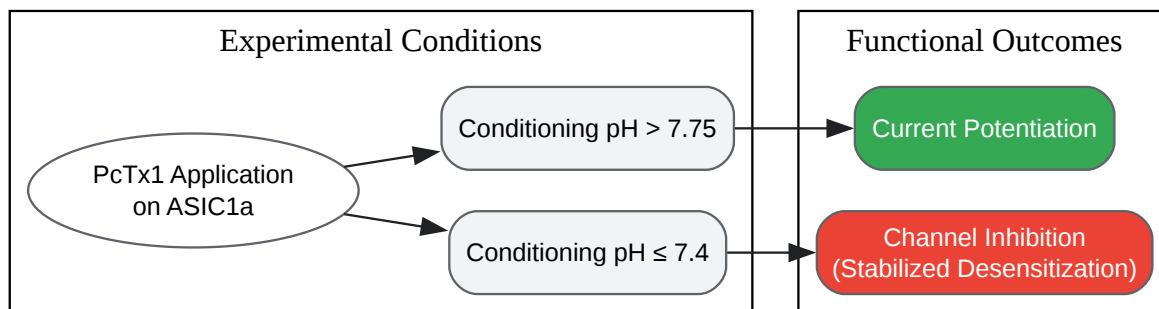 Experimental Conditions
Functional Outcomes
PcTx1 Application
on ASIC1a
Conditioning pH > 7.75
Conditioning pH ≤ 7.4
Current Potentiation
Channel Inhibition
(Stabilized Desensitization)